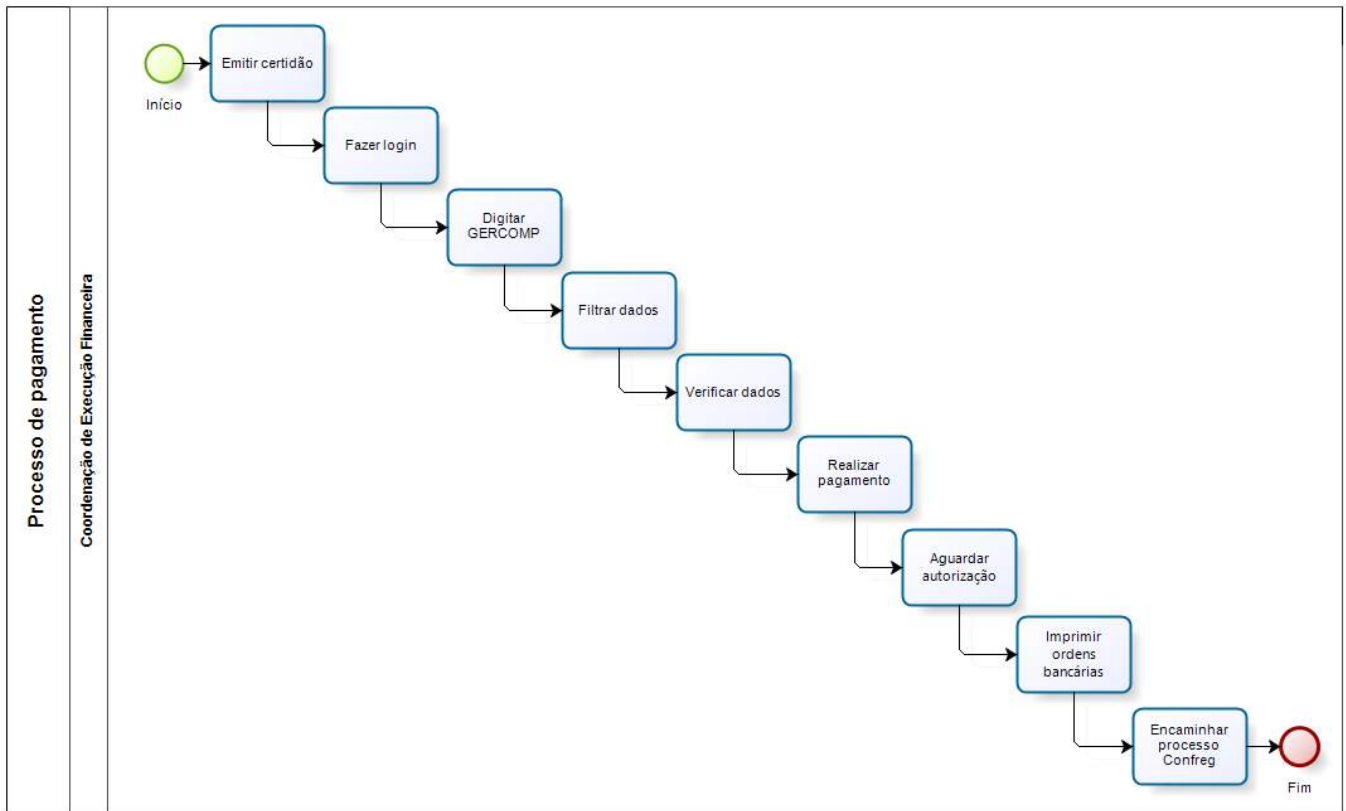 Processo de pagamento
Coordenação de Execução Financeira
Início
Emitir certidão
Fazer login
Digitar
GERCOMP
Filtrar dados
Verificar dados
Realizar
pagamento
Aguardar
autorização
Imprimir
ordens
bancárias
Encaminhar
processo
Confreg
Fim